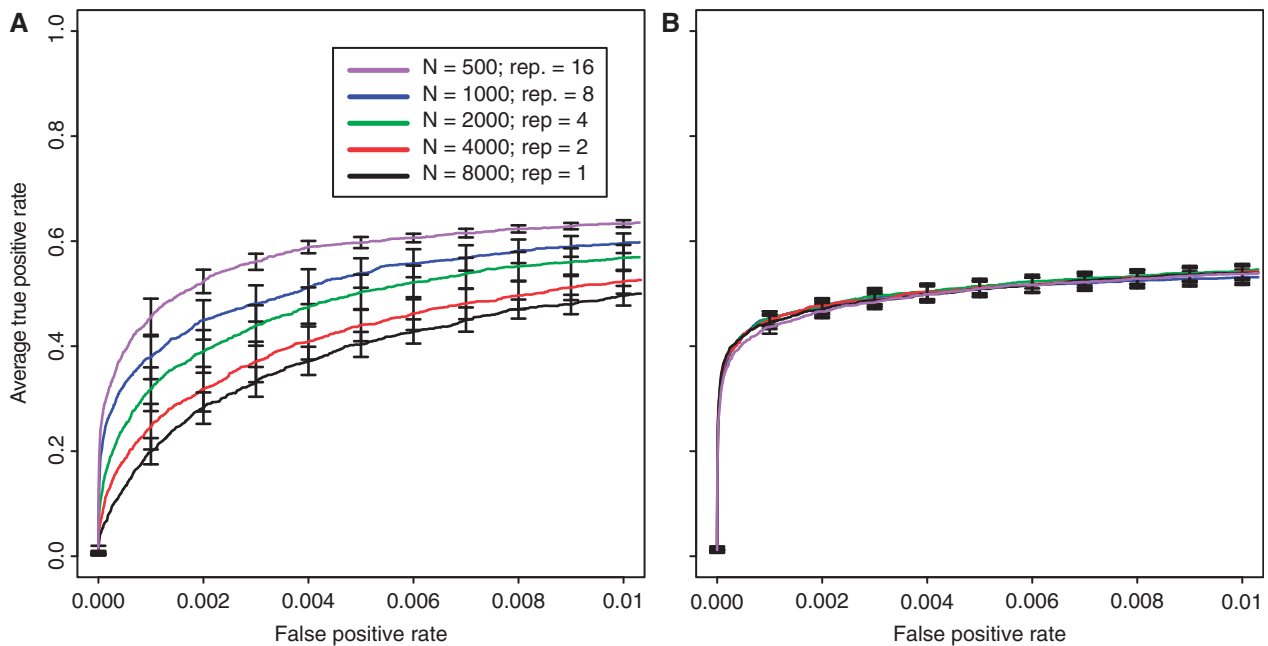 A
B
1.0
0.8
0.6
0.4
0.2
0.0
Average true positive rate
N = 500; rep. = 16
N = 1000; rep. = 8
N = 2000; rep = 4
N = 4000; rep = 2
N = 8000; rep = 1
0.000 0.002 0.004 0.006 0.008 0.01
False positive rate
0.000 0.002 0.004 0.006 0.008 0.01
False positive rate